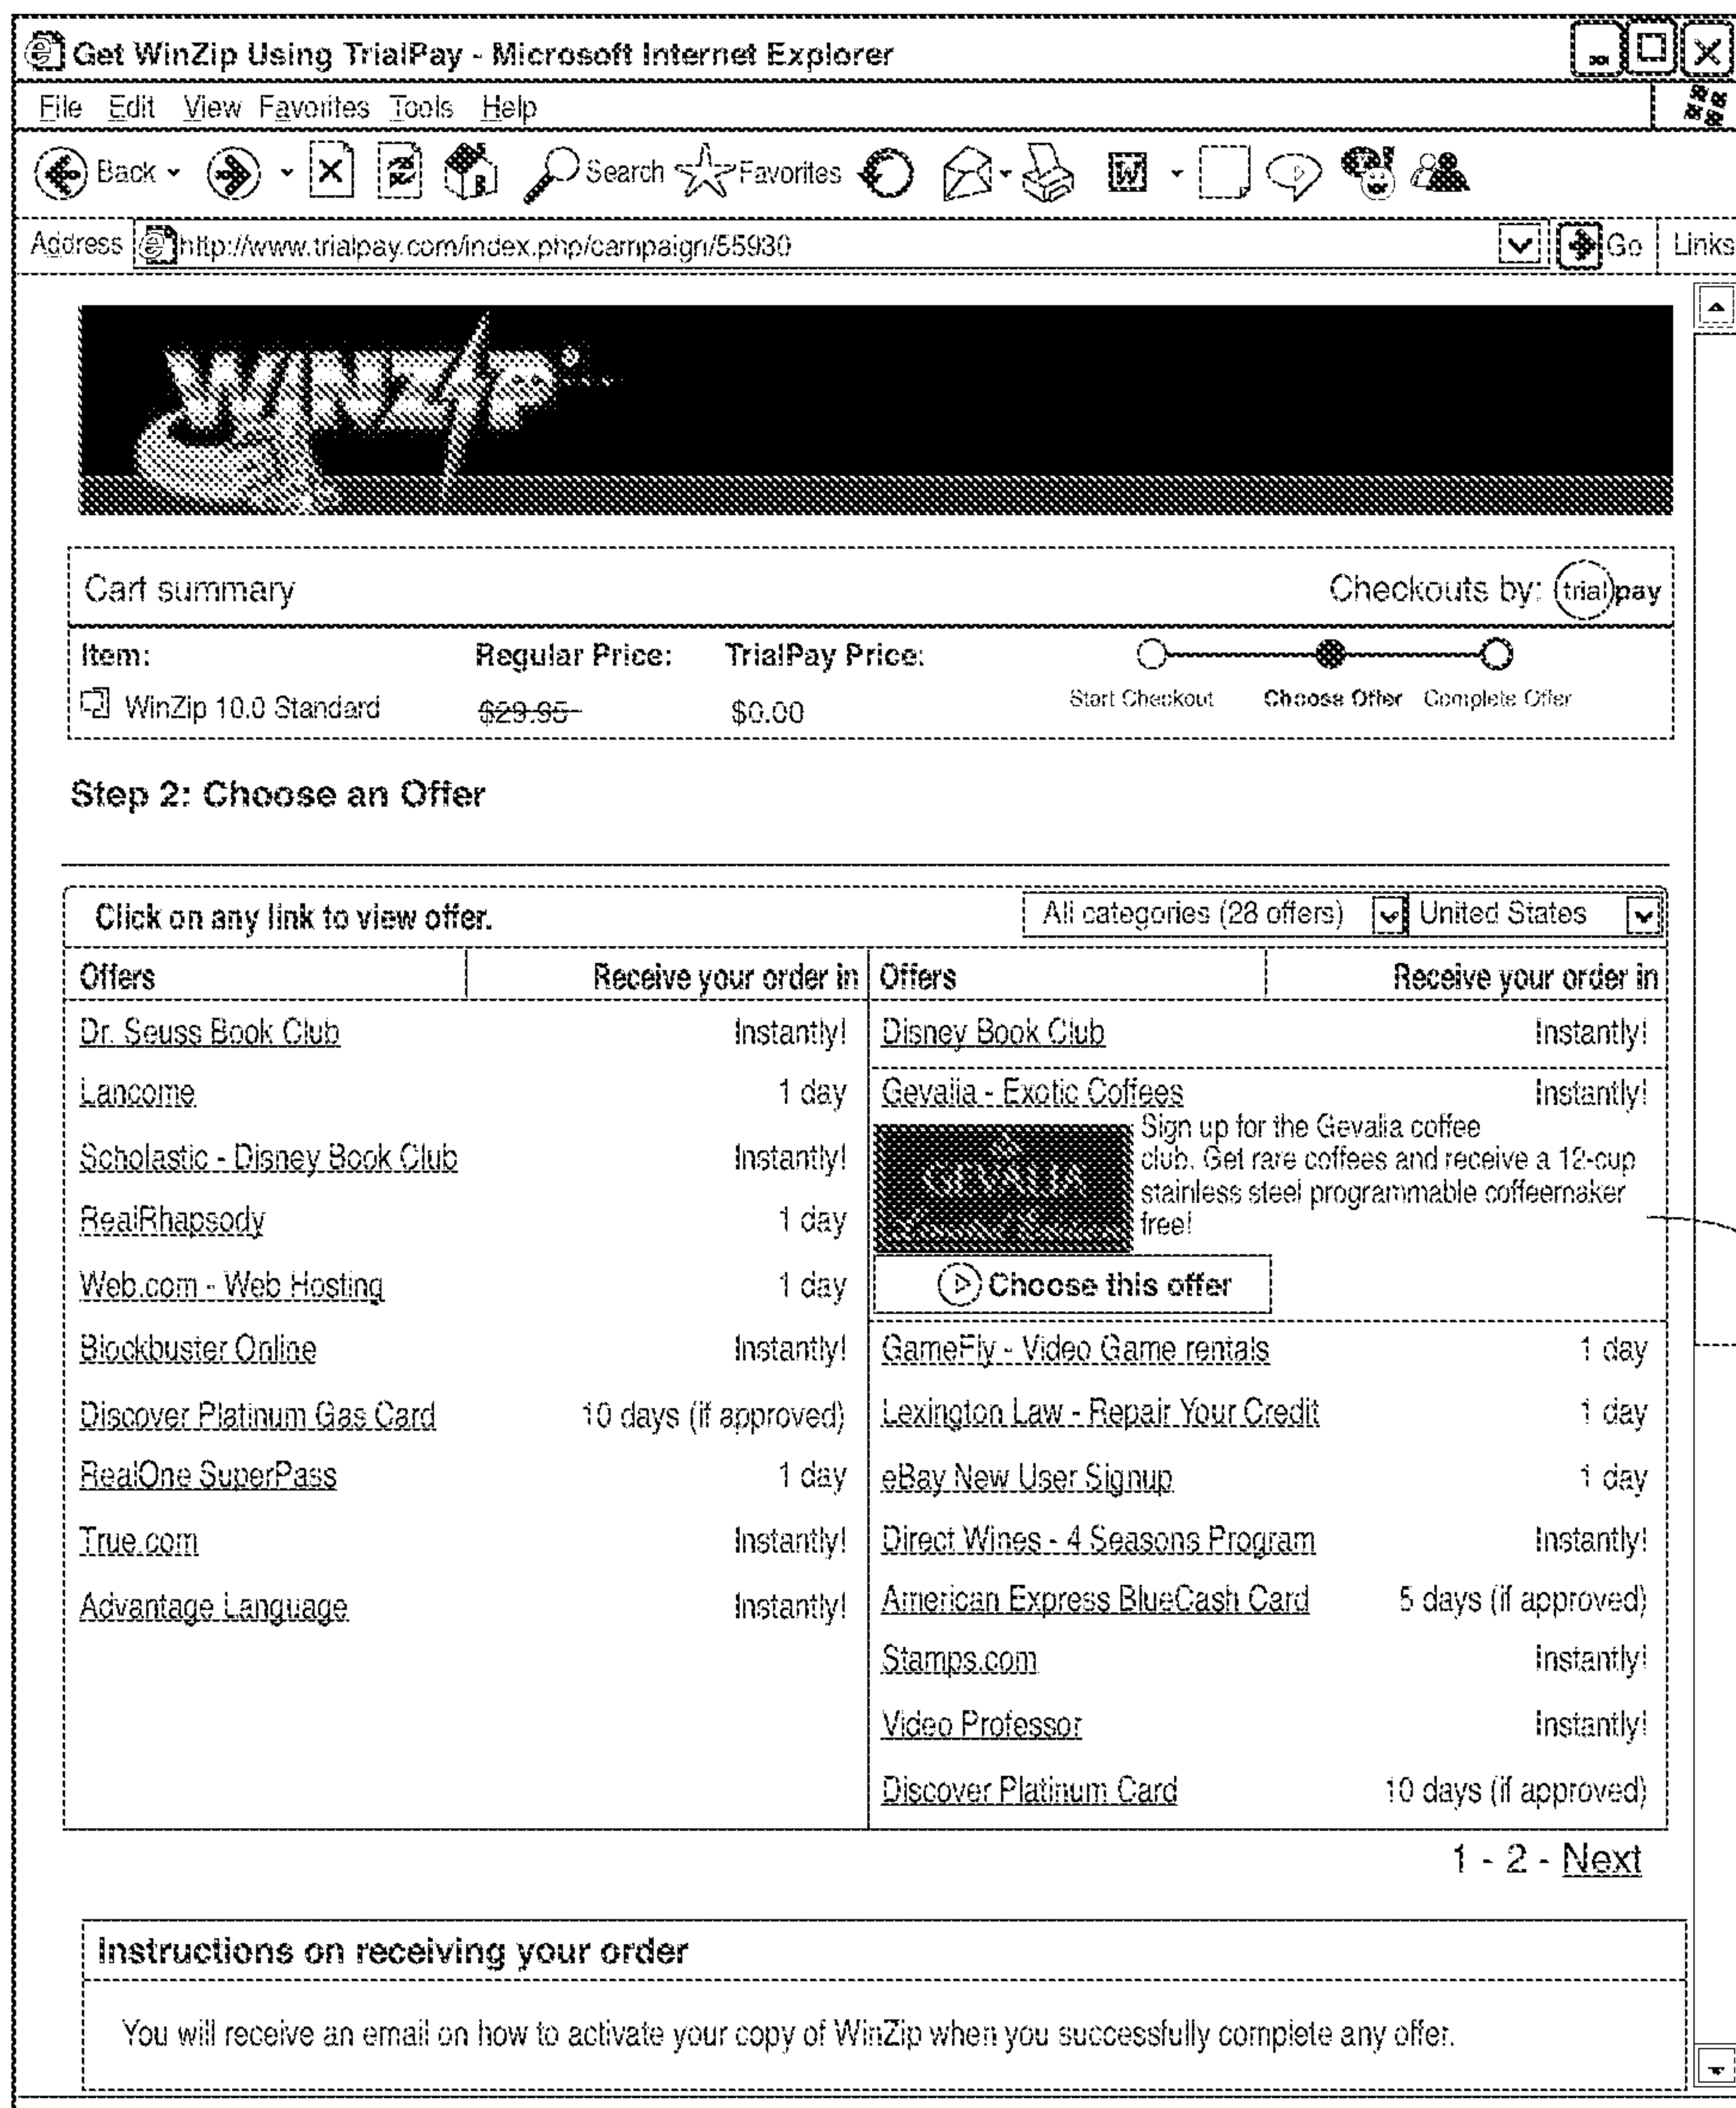 Get WinZip Using TrialPay - Microsoft Internet Explorer
File Edit View Favorites Tools Help
Back Search Favorites W
Address http://www.trialpay.com/index.php/campaign/55930 Go Links
WINZIP®
Cart summary Checkouts by: trialpay
Item: Regular Price: TrialPay Price:
WinZip 10.0 Standard $29.95 $0.00 Start Checkout Choose Offer Complete Offer
Step 2: Choose an Offer
Click on any link to view offer. All categories (28 offers) United States
Offers Receive your order in Offers Receive your order in
Dr. Seuss Book Club Instantly! Disney Book Club Instantly!
Lancome 1 day Gevalia - Exotic Coffees Instantly!
Sign up for the Gevalia coffee
Scholastic - Disney Book Club Instantly! GEVALIA club. Get rare coffees and receive a 12-cup
stainless steel programmable coffeemaker
RealRhapsody 1 day free!
Web.com - Web Hosting 1 day Choose this offer
Blockbuster Online Instantly! GameFly - Video Game rentals 1 day
Discover Platinum Gas Card 10 days (if approved) Lexington Law - Repair Your Credit 1 day
RealOne SuperPass 1 day eBay New User Signup 1 day
True.com Instantly! Direct Wines - 4 Seasons Program Instantly!
Advantage Language Instantly! American Express BlueCash Card 5 days (if approved)
Stamps.com Instantly!
Video Professor Instantly!
Discover Platinum Card 10 days (if approved)
1 - 2 - Next
Instructions on receiving your order
You will receive an email on how to activate your copy of WinZip when you successfully complete any offer.